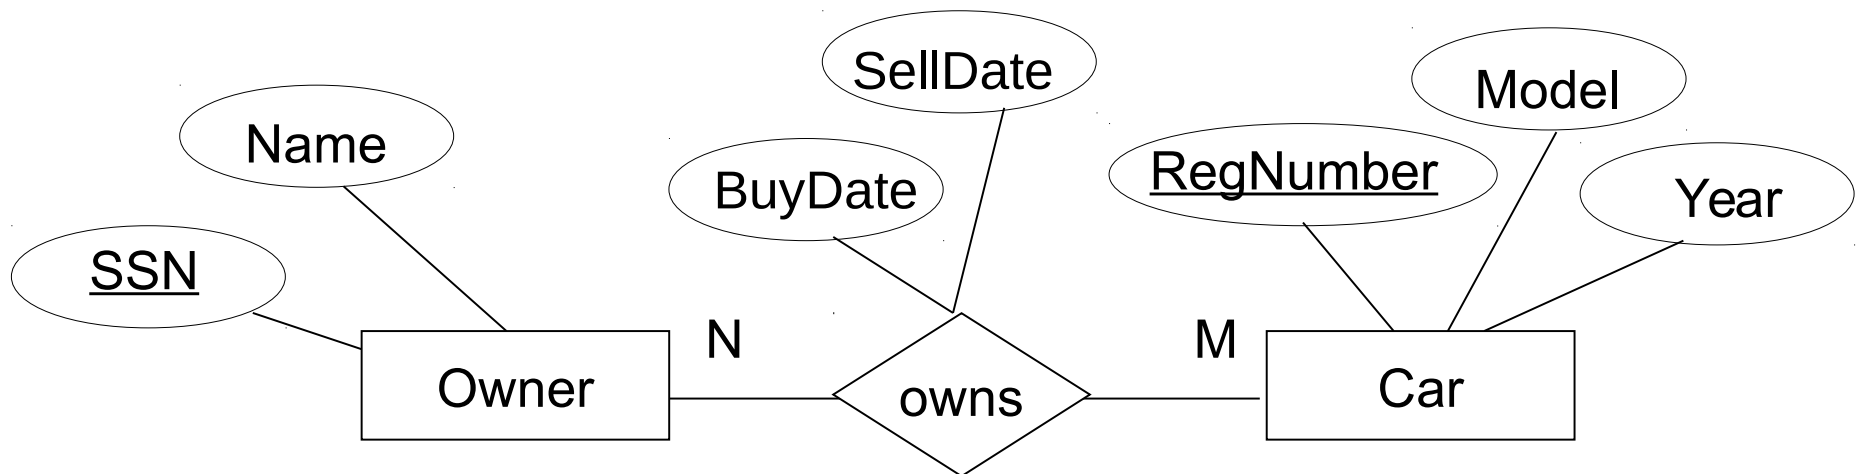 SellDate
Model
Name
BuyDate
RegNumber
Year
SSN
N
M
Owner
owns
Car